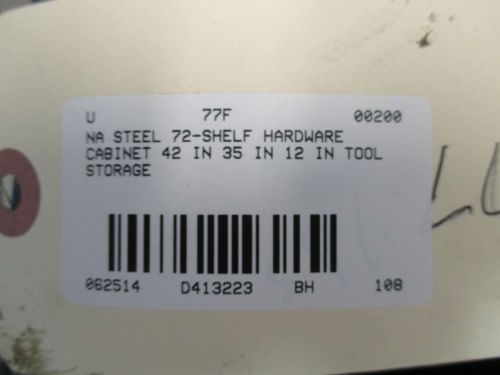 U 77F 00200
NA STEEL 72-SHELF HARDWARE
CABINET 42 IN 35 IN 12 IN TOOL
STORAGE
062514 D413223 BH 108